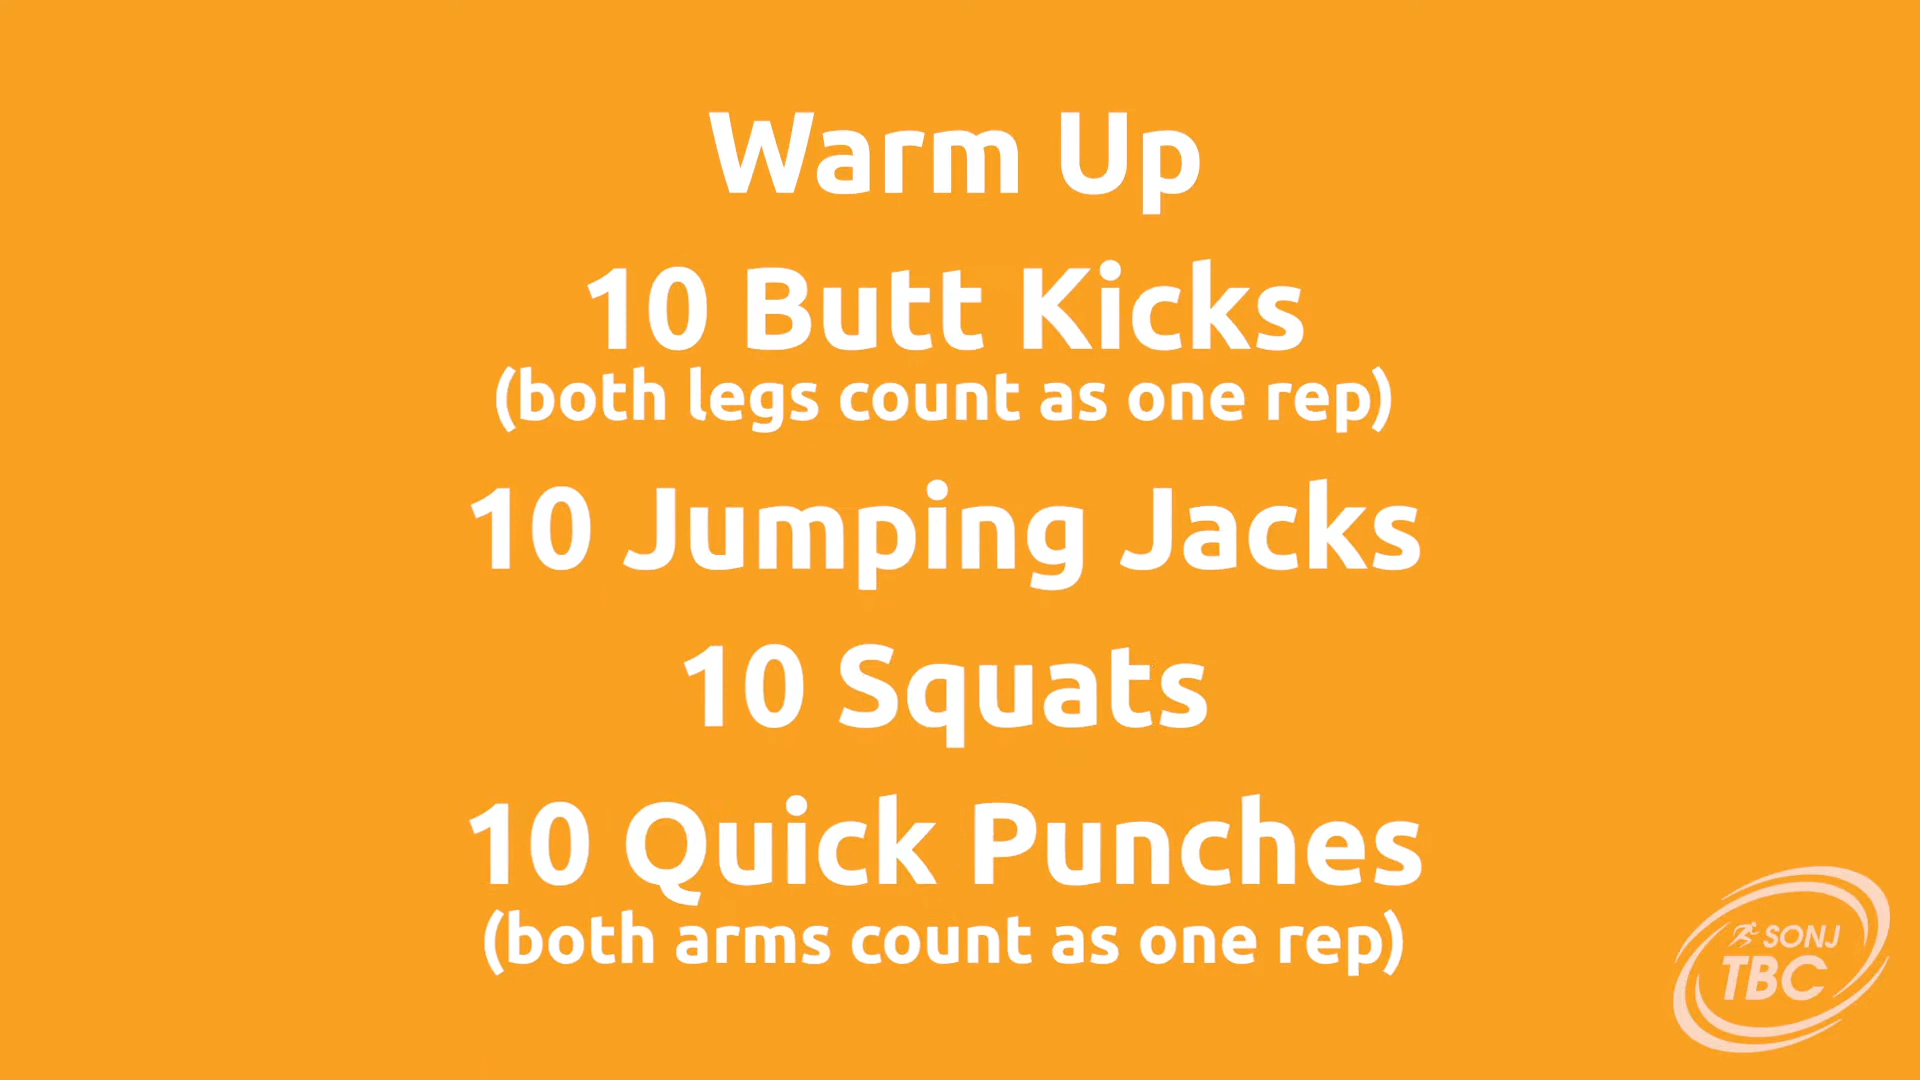 Warm Up
10 Butt Kicks
(both legs count as one rep)
10 Jumping Jacks
10 Squats
10 Quick Punches
(both arms count as one rep)
SONJ
TBC